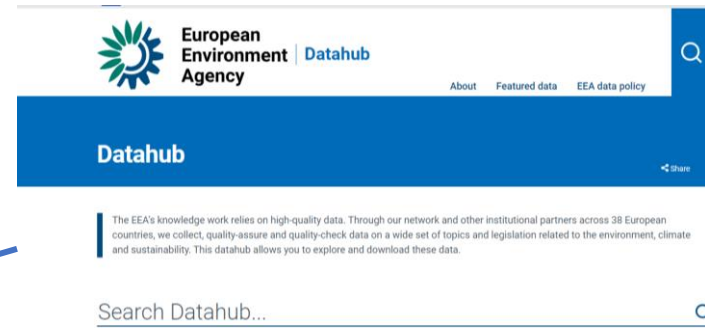 European
Environment | Datahub
Agency
About Featured data EEA data policy
Datahub
Share
The EEA's knowledge work relies on high-quality data. Through our network and other institutional partners across 38 European
countries, we collect, quality-assure and quality-check data on a wide set of topics and legislation related to the environment, climate
and sustainability. This datahub allows you to explore and download these data.
Search Datahub...